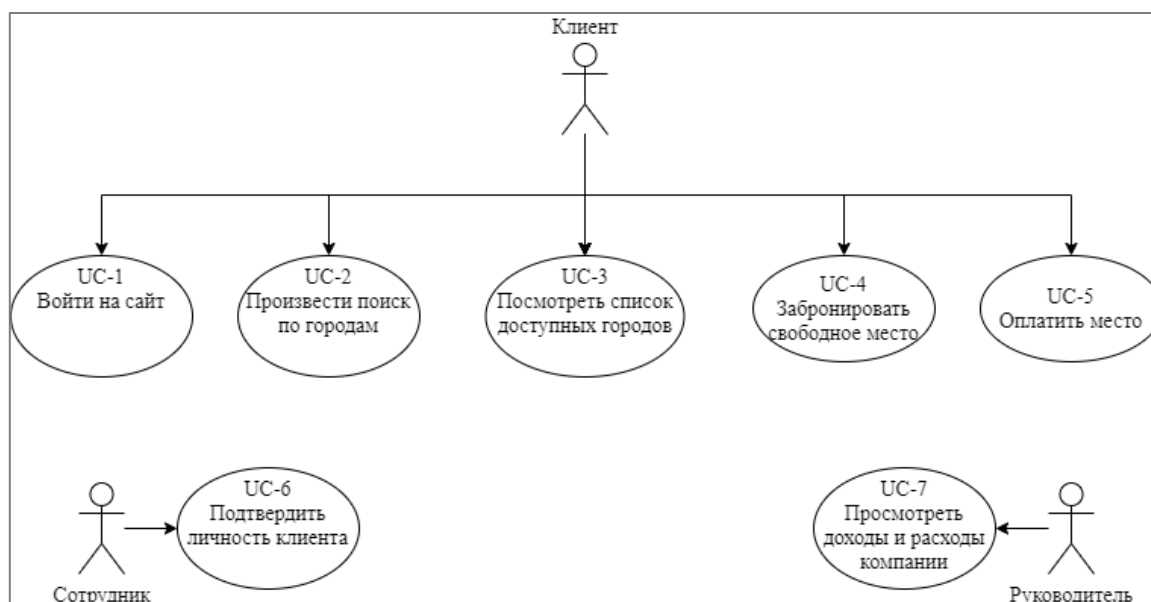 Клиент
UC-1
Войти на сайт
UC-2
Произвести поиск
по городам
UC-3
Посмотреть список
доступных городов
UC-4
Забронировать
свободное место
UC-5
Оплатить место
UC-6
Подтвердить
личность клиента
Сотрудник
UC-7
Просмотреть
доходы и расходы
компании
Руководитель